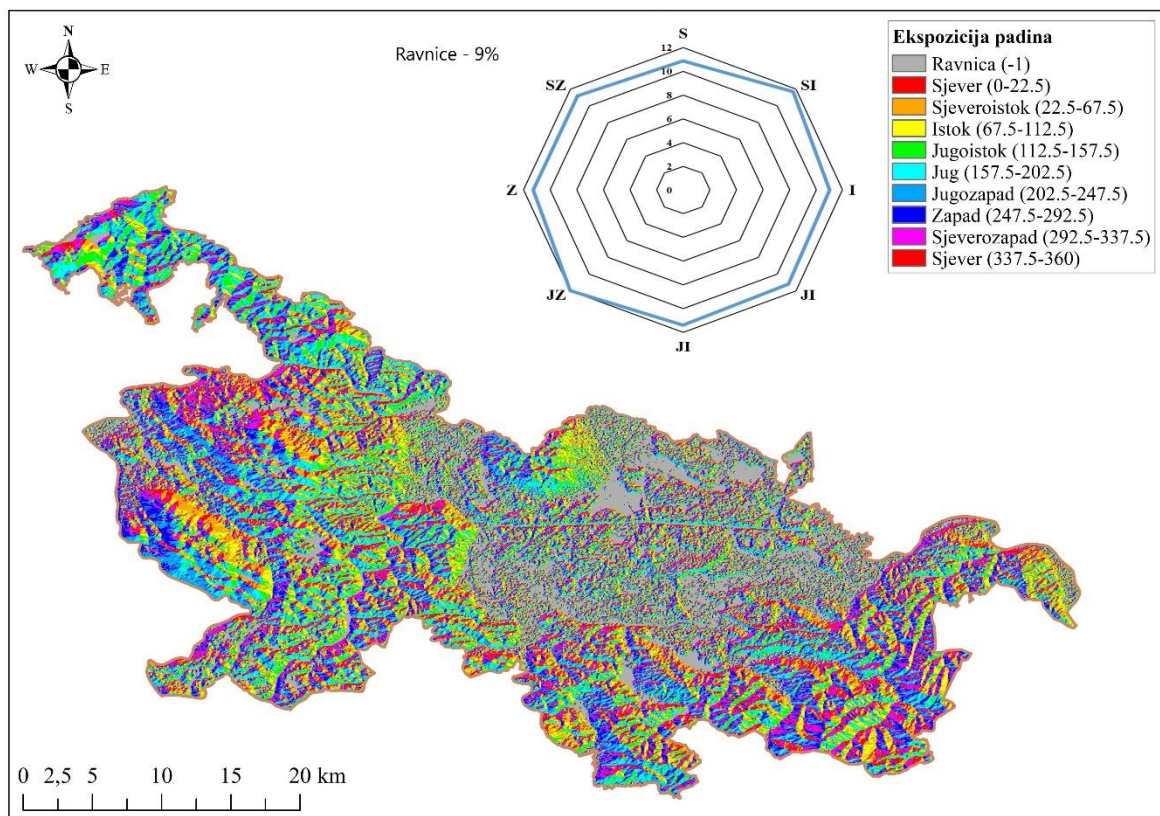 N
W E
S
Ravnice - 9%
S
SZ SI
Z I
JZ JI
JI
12
10
8
6
4
2
0
Ekspozicija padina
Ravnica (-1)
Sjever (0-22.5)
Sjeveroistok (22.5-67.5)
Istok (67.5-112.5)
Jugoistok (112.5-157.5)
Jug (157.5-202.5)
Jugozapad (202.5-247.5)
Zapad (247.5-292.5)
Sjeverozapad (292.5-337.5)
Sjever (337.5-360)
0 2,5 5 10 15 20 km